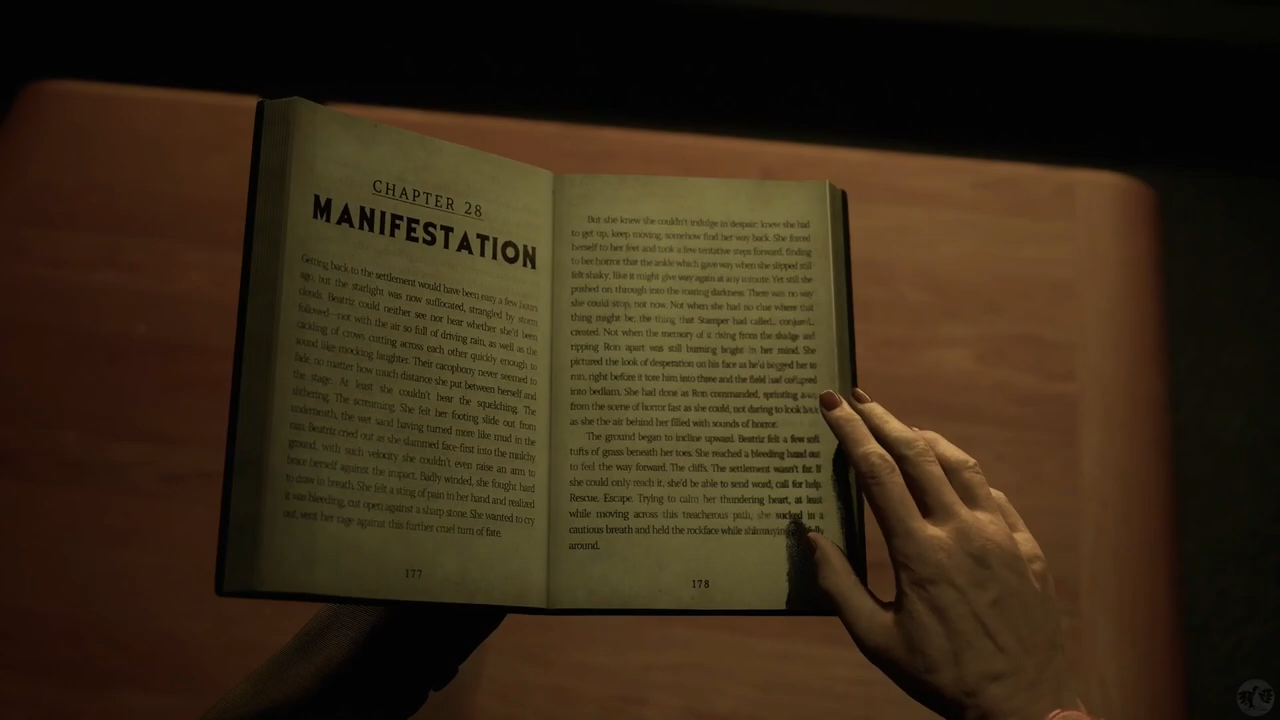 CHAPTER 28
MANIFESTATION
Getting back to the settlement would have been easy a few hours
ago, but the starlight was now suffocated, strangled by storm
clouds. Beatriz could neither see nor hear whether she'd been
followed—not with the air so full of driving rain, as well as the
cacking of crows cutting across each other quickly enough to
sound like mocking laughter. Their cacophony never seemed to
fade, no matter how much distance she put between herself and
the stage. At least she couldn't hear the squelching. The
slithering. The screaming. She felt her footing slide out from
underneath, the wet sand having turned more like mud in the
rain. Beatriz cried out as she slammed face-first into the mulchy
ground, with such velocity she couldn't even raise an arm to
brace herself against the impact. Badly winded, she fought hard
to draw in breath. She felt a sting of pain in her hand and realized
it was bleeding, cut open against a sharp stone. She wanted to cry
out, vent her rage against this further cruel turn of fate.
177
But she knew she couldn't indulge in despair; knew she had
to get up, keep moving, somehow find her way back. She forced
herself to her feet and took a few tentative steps forward, finding
to her horror that the ankle which gave way when she slipped still
felt shaky, like it might give way again at any minute. Yet still she
pushed on through into the roaring darkness. There was no way
she could stop, not now. Not when she had no clue where that
thing might be, the thing that Stamper had called... conjured...
created. Not when the memory of it rising from the sludge and
ripping Ron apart was still burning bright in her mind. She
pictured the look of desperation on his face as he'd begged her to
run, right before it tore him into three and the field had collapsed
into bedlam. She had done as Ron commanded, sprinting away
from the scene of horror fast as she could, not daring to look back
as she the air behind her filled with sounds of horror.
The ground began to incline upward. Beatriz felt a few soft
tufts of grass beneath her toes. She reached a bleeding hand out
to feel the way forward. The cliffs. The settlement wasn't far. If
she could only reach it, she'd be able to send word, call for help.
Rescue. Escape. Trying to calm her thundering heart, at least
while moving across this treacherous path, she sucked in a
cautious breath and held the rockface while shimmying
around.
178